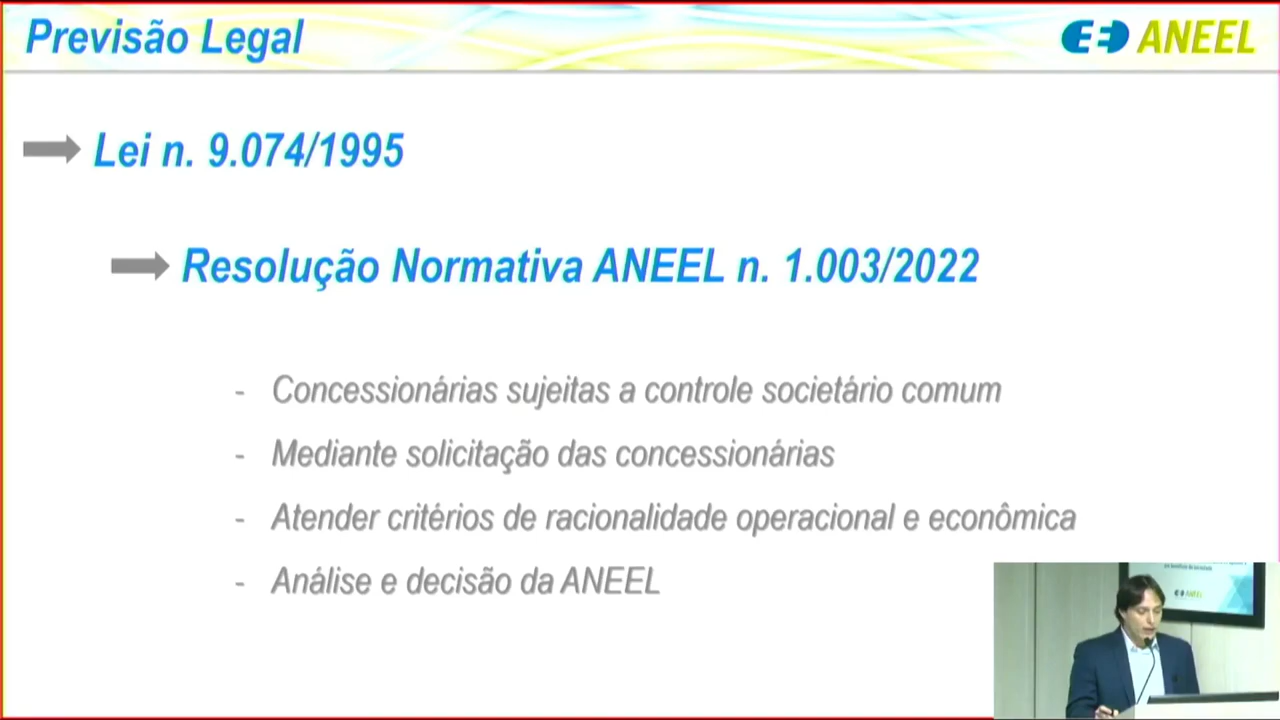 Previsão Legal
ANEEL
Lei n. 9.074/1995
Resolução Normativa ANEEL n. 1.003/2022
- Concessionárias sujeitas a controle societário comum
- Mediante solicitação das concessionárias
- Atender critérios de racionalidade operacional e econômica
- Análise e decisão da ANEEL
ANEEL